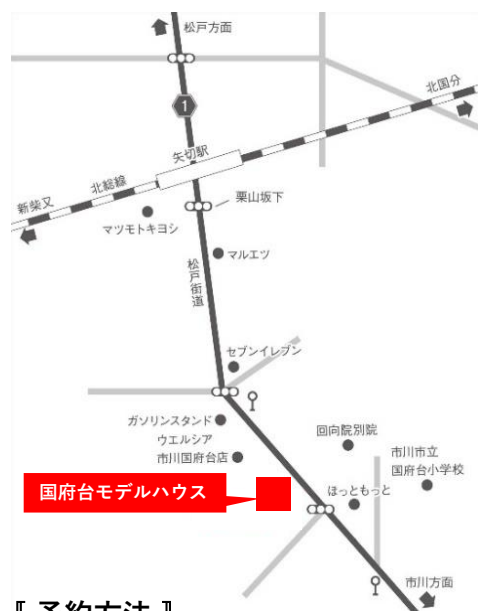 松戸方面
1
北国分
矢切駅
北総線
新柴又
栗山坂下
マツモトキヨシ
マルエツ
松戸街道
セブンイレブン
ガソリンスタンド
ウエルシア
市川国府台店
回向院別院
市川市立
国府台小学校
国府台モデルハウス
ほっともっと
市川方面
『 予約方法 』